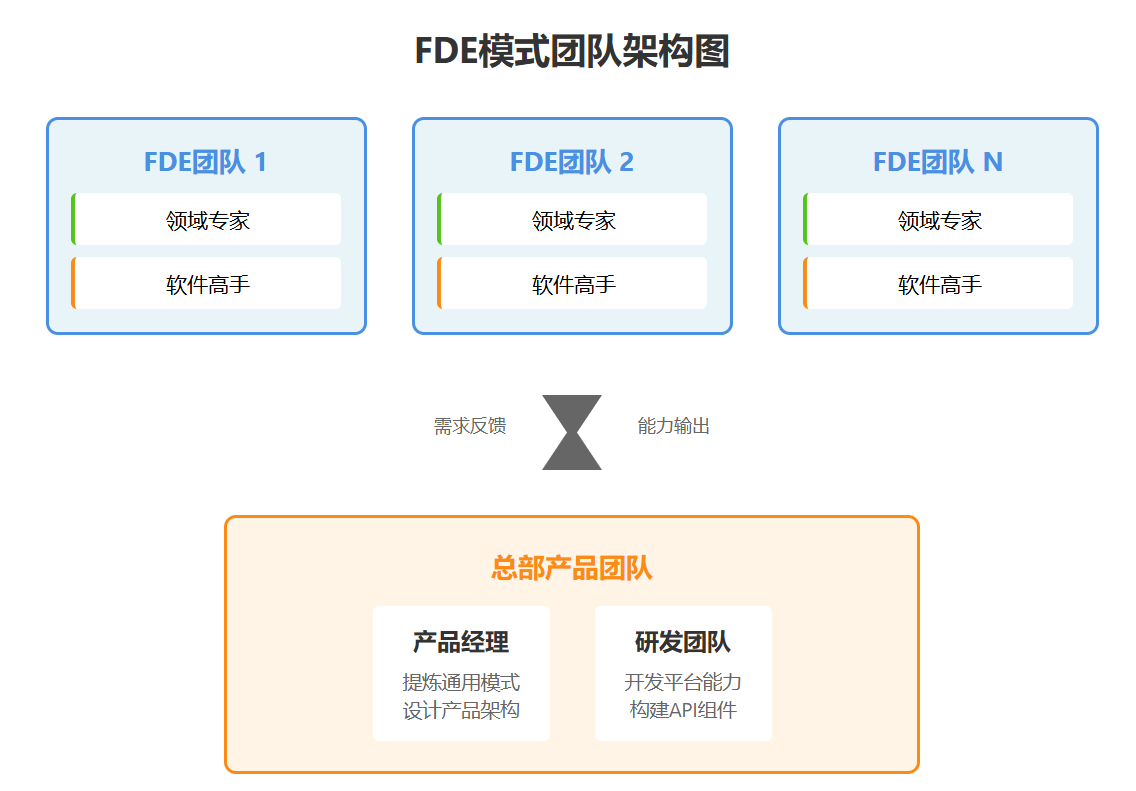 FDE模式团队架构图
FDE团队 1
领域专家
软件高手
FDE团队 2
领域专家
软件高手
FDE团队 N
领域专家
软件高手
需求反馈
能力输出
总部产品团队
产品经理
提炼通用模式
设计产品架构
研发团队
开发平台能力
构建API组件